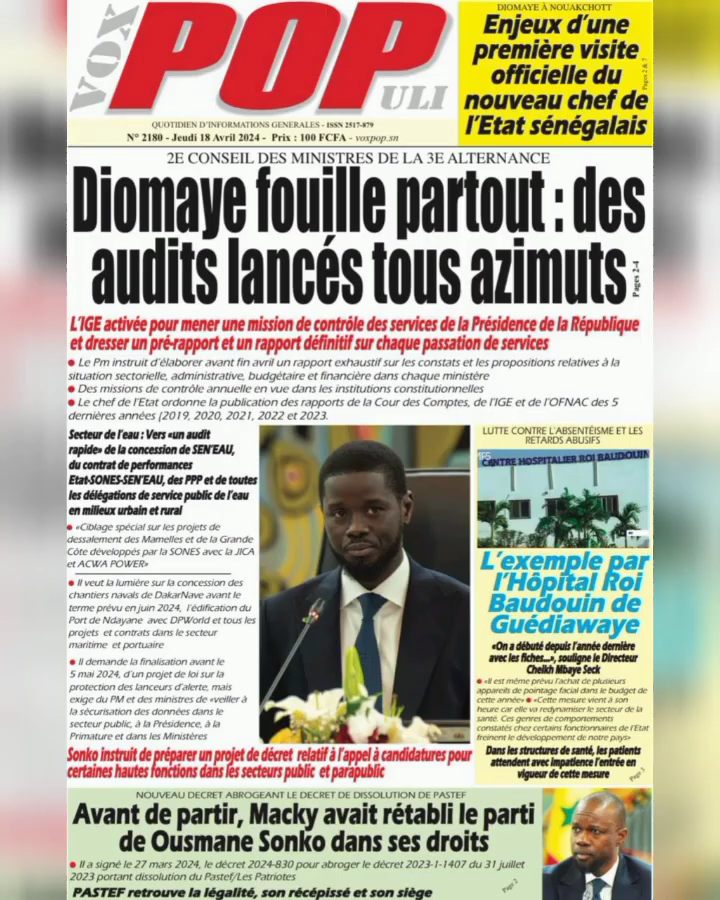 VOX POPULI
DIOMAYE À NOUAKCHOTT
Enjeux d'une
première visite
officielle du
nouveau chef de
l'Etat sénégalais
Pages 2 & 7
QUOTIDIEN D'INFORMATIONS GENERALES - ISSN 2517-879
N° 2180 - Jeudi 18 Avril 2024 - Prix : 100 FCFA - voxpop.sn
2E CONSEIL DES MINISTRES DE LA 3E ALTERNANCE
Diomaye fouille partout : des
audits lancés tous azimuts
Pages 2-4
L'IGE activée pour mener une mission de contrôle des services de la Présidence de la République
et dresser un pré-rapport et un rapport définitif sur chaque passation de services
● Le Pm instruit d'élaborer avant fin avril un rapport exhaustif sur les constats et les propositions relatives à la
situation sectorielle, administrative, budgétaire et financière dans chaque ministère
● Des missions de contrôle annuelle en vue dans les institutions constitutionnelles
● Le chef de l'Etat ordonne la publication des rapports de la Cour des Comptes, de l'IGE et de l'OFNAC des 5
dernières années (2019, 2020, 2021, 2022 et 2023.
Secteur de l'eau : Vers «un audit
rapide» de la concession de SEN'EAU,
du contrat de performances
Etat-SONES-SEN'EAU, des PPP et de toutes
les délégations de service public de l'eau
en milieux urbain et rural
● «Ciblage spécial sur les projets de
dessalement des Mamelles et de la Grande
Côte développés par la SONES avec la JICA
et ACWA POWER»
● Il veut la lumière sur la concession des
chantiers navals de DakarNave avant le
terme prévu en juin 2024, l'édification du
Port de Ndayane avec DPWorld et tous les
projets et contrats dans le secteur
maritime et portuaire
● Il demande la finalisation avant le
5 mai 2024, d'un projet de loi sur la
protection des lanceurs d'alerte, mais
exige du PM et des ministres de «veiller à
la sécurisation des données dans le
secteur public, à la Présidence, à la
Primature et dans les Ministères
LUTTE CONTRE L'ABSENTÉISME ET LES
RETARDS ABUSIFS
CENTRE HOSPITALIER ROI BAUDOUIN
L'exemple par
l'Hôpital Roi
Baudouin de
Guédiawaye
«On a débuté depuis l'année dernière
avec les fiches...», souligne le Directeur
Cheikh Mbaye Seck
● «Il est même prévu l'achat de plusieurs
appareils de pointage facial dans le budget de
cette année» ● «Cette mesure vient à son
heure car elle va redynamiser le secteur de la
santé. Ces genres de comportements
constatés chez certains fonctionnaires de l'Etat
freinent le développement de notre pays»
Dans les structures de santé, les patients
attendent avec impatience l'entrée en
vigueur de cette mesure
Sonko instruit de préparer un projet de décret relatif à l'appel à candidatures pour
certaines hautes fonctions dans les secteurs public et parapublic
NOUVEAU DECRET ABROGEANT LE DECRET DE DISSOLUTION DE PASTEF
Avant de partir, Macky avait rétabli le parti
de Ousmane Sonko dans ses droits
● Il a signé le 27 mars 2024, le décret 2024-830 pour abroger le décret 2023-1-1407 du 31 juillet
2023 portant dissolution du Pastef/Les Patriotes
Page 2
PASTEF retrouve la légalité, son récépissé et son siège